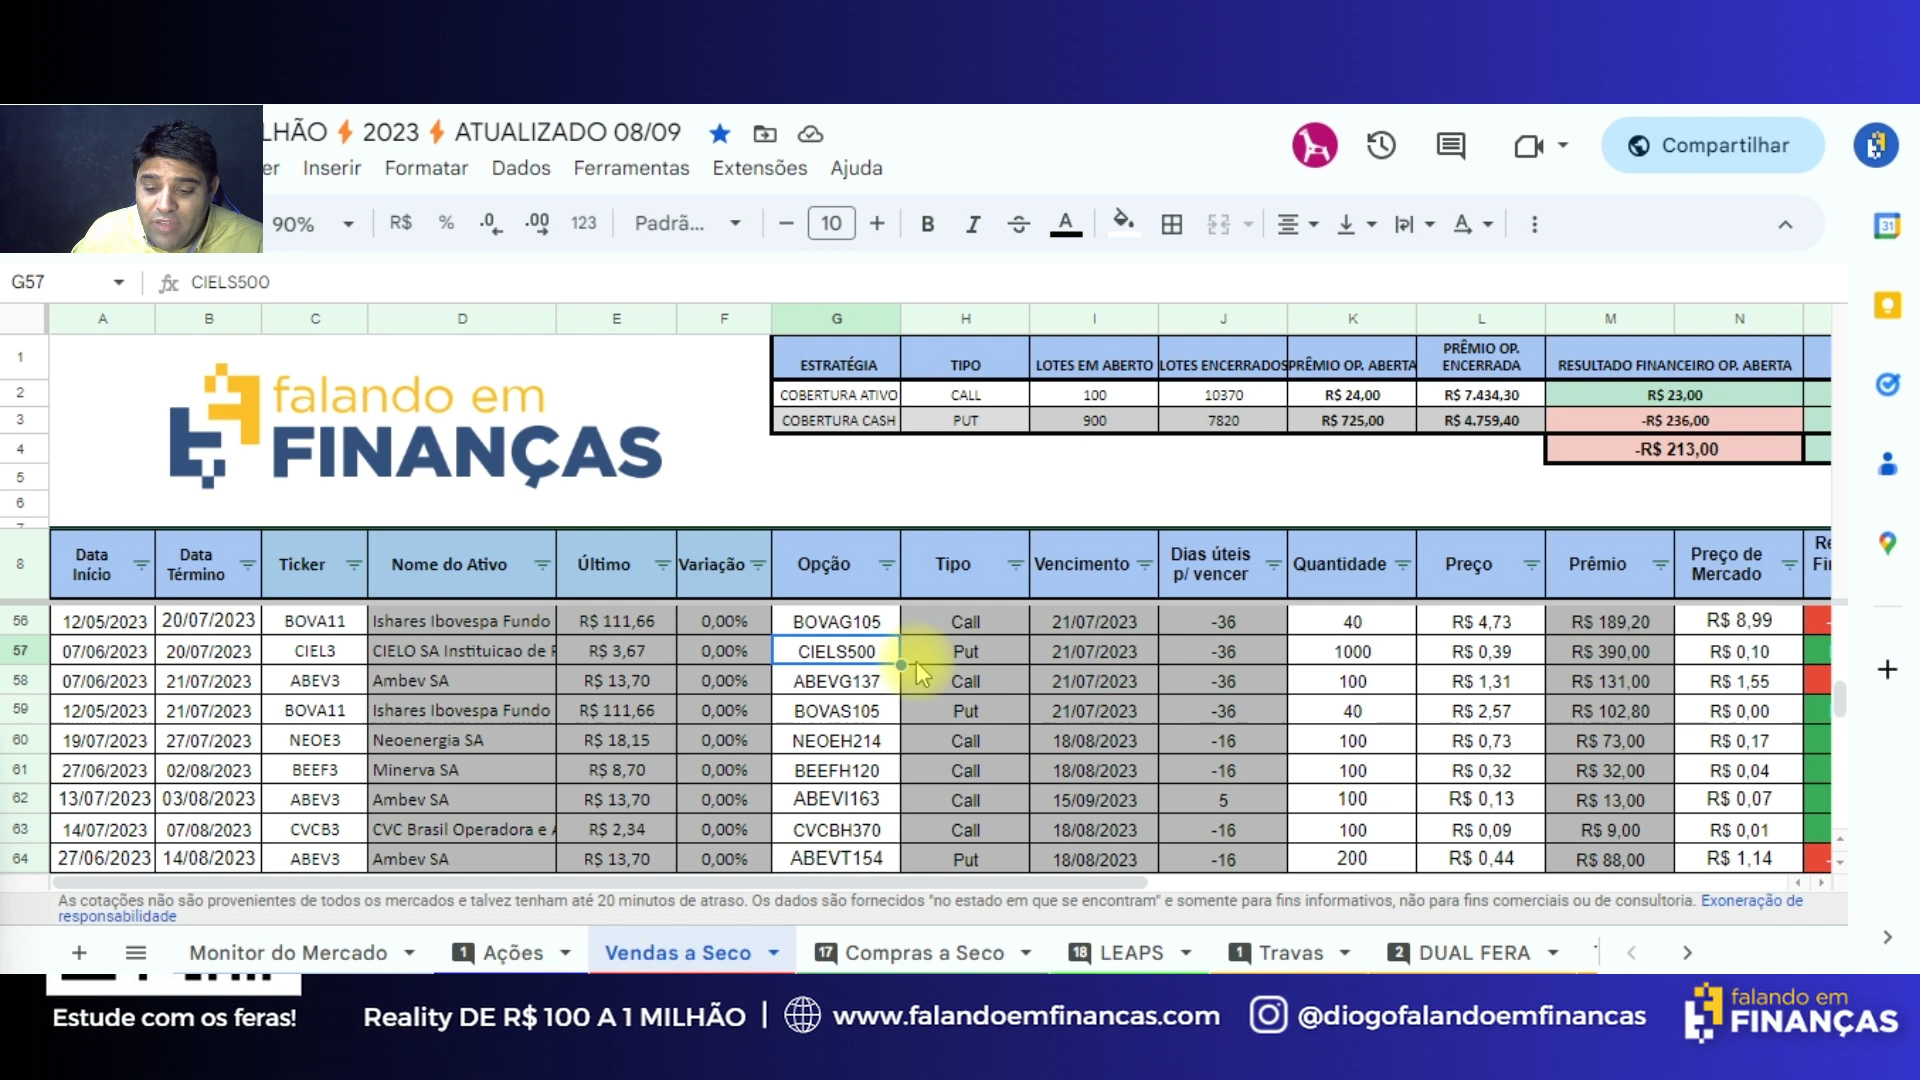 LHÃO ⚡ 2023 ⚡ ATUALIZADO 08/09
er Inserir Formatar Dados Ferramentas Extensões Ajuda
Compartilhar
90% R$ % .0 .00 123 Padrã... − 10 + B I S A A
31
G57 fx CIELS500
A B C D E F G H I J K L M N
1 ESTRATÉGIA TIPO LOTES EM ABERTO LOTES ENCERRADOS PRÊMIO OP. ABERTA PRÊMIO OP. ENCERRADA RESULTADO FINANCEIRO OP. ABERTA
2 COBERTURA ATIVO CALL 100 10370 R$ 24,00 R$ 7.434,30 R$ 23,00
3 COBERTURA CASH PUT 900 7820 R$ 725,00 R$ 4.759,40 -R$ 236,00
4 -R$ 213,00
5
6
7
falando em
FINANÇAS
8 Data Início Data Término Ticker Nome do Ativo Último Variação Opção Tipo Vencimento Dias úteis p/ vencer Quantidade Preço Prêmio Preço de Mercado
56 12/05/2023 20/07/2023 BOVA11 Ishares Ibovespa Fundo R$ 111,66 0,00% BOVAG105 Call 21/07/2023 -36 40 R$ 4,73 R$ 189,20 R$ 8,99
57 07/06/2023 20/07/2023 CIEL3 CIELO SA Instituicao de R$ 3,67 0,00% CIELS500 Put 21/07/2023 -36 1000 R$ 0,39 R$ 390,00 R$ 0,10
58 07/06/2023 21/07/2023 ABEV3 Ambev SA R$ 13,70 0,00% ABEVG137 Call 21/07/2023 -36 100 R$ 1,31 R$ 131,00 R$ 1,55
59 12/05/2023 21/07/2023 BOVA11 Ishares Ibovespa Fundo R$ 111,66 0,00% BOVAS105 Put 21/07/2023 -36 40 R$ 2,57 R$ 102,80 R$ 0,00
60 19/07/2023 27/07/2023 NEOE3 Neoenergia SA R$ 18,15 0,00% NEOEH214 Call 18/08/2023 -16 100 R$ 0,73 R$ 73,00 R$ 0,17
61 27/06/2023 02/08/2023 BEEF3 Minerva SA R$ 8,70 0,00% BEEFH120 Call 18/08/2023 -16 100 R$ 0,32 R$ 32,00 R$ 0,04
62 13/07/2023 03/08/2023 ABEV3 Ambev SA R$ 13,70 0,00% ABEVI163 Call 15/09/2023 5 100 R$ 0,13 R$ 13,00 R$ 0,07
63 14/07/2023 07/08/2023 CVCB3 CVC Brasil Operadora e R$ 2,34 0,00% CVCBH370 Call 18/08/2023 -16 100 R$ 0,09 R$ 9,00 R$ 0,01
64 27/06/2023 14/08/2023 ABEV3 Ambev SA R$ 13,70 0,00% ABEVT154 Put 18/08/2023 -16 200 R$ 0,44 R$ 88,00 R$ 1,14
As cotações não são provenientes de todos os mercados e talvez tenham até 20 minutos de atraso. Os dados são fornecidos "no estado em que se encontram" e somente para fins informativos, não para fins comerciais ou de consultoria. Exoneração de
responsabilidade
+ Monitor do Mercado 1 Ações Vendas a Seco 17 Compras a Seco 18 LEAPS 1 Travas 2 DUAL FERA
Estude com os feras! Reality DE R$ 100 A 1 MILHÃO | www.falandoemfinancas.com @diogofalandoemfinancas
falando em
FINANÇAS